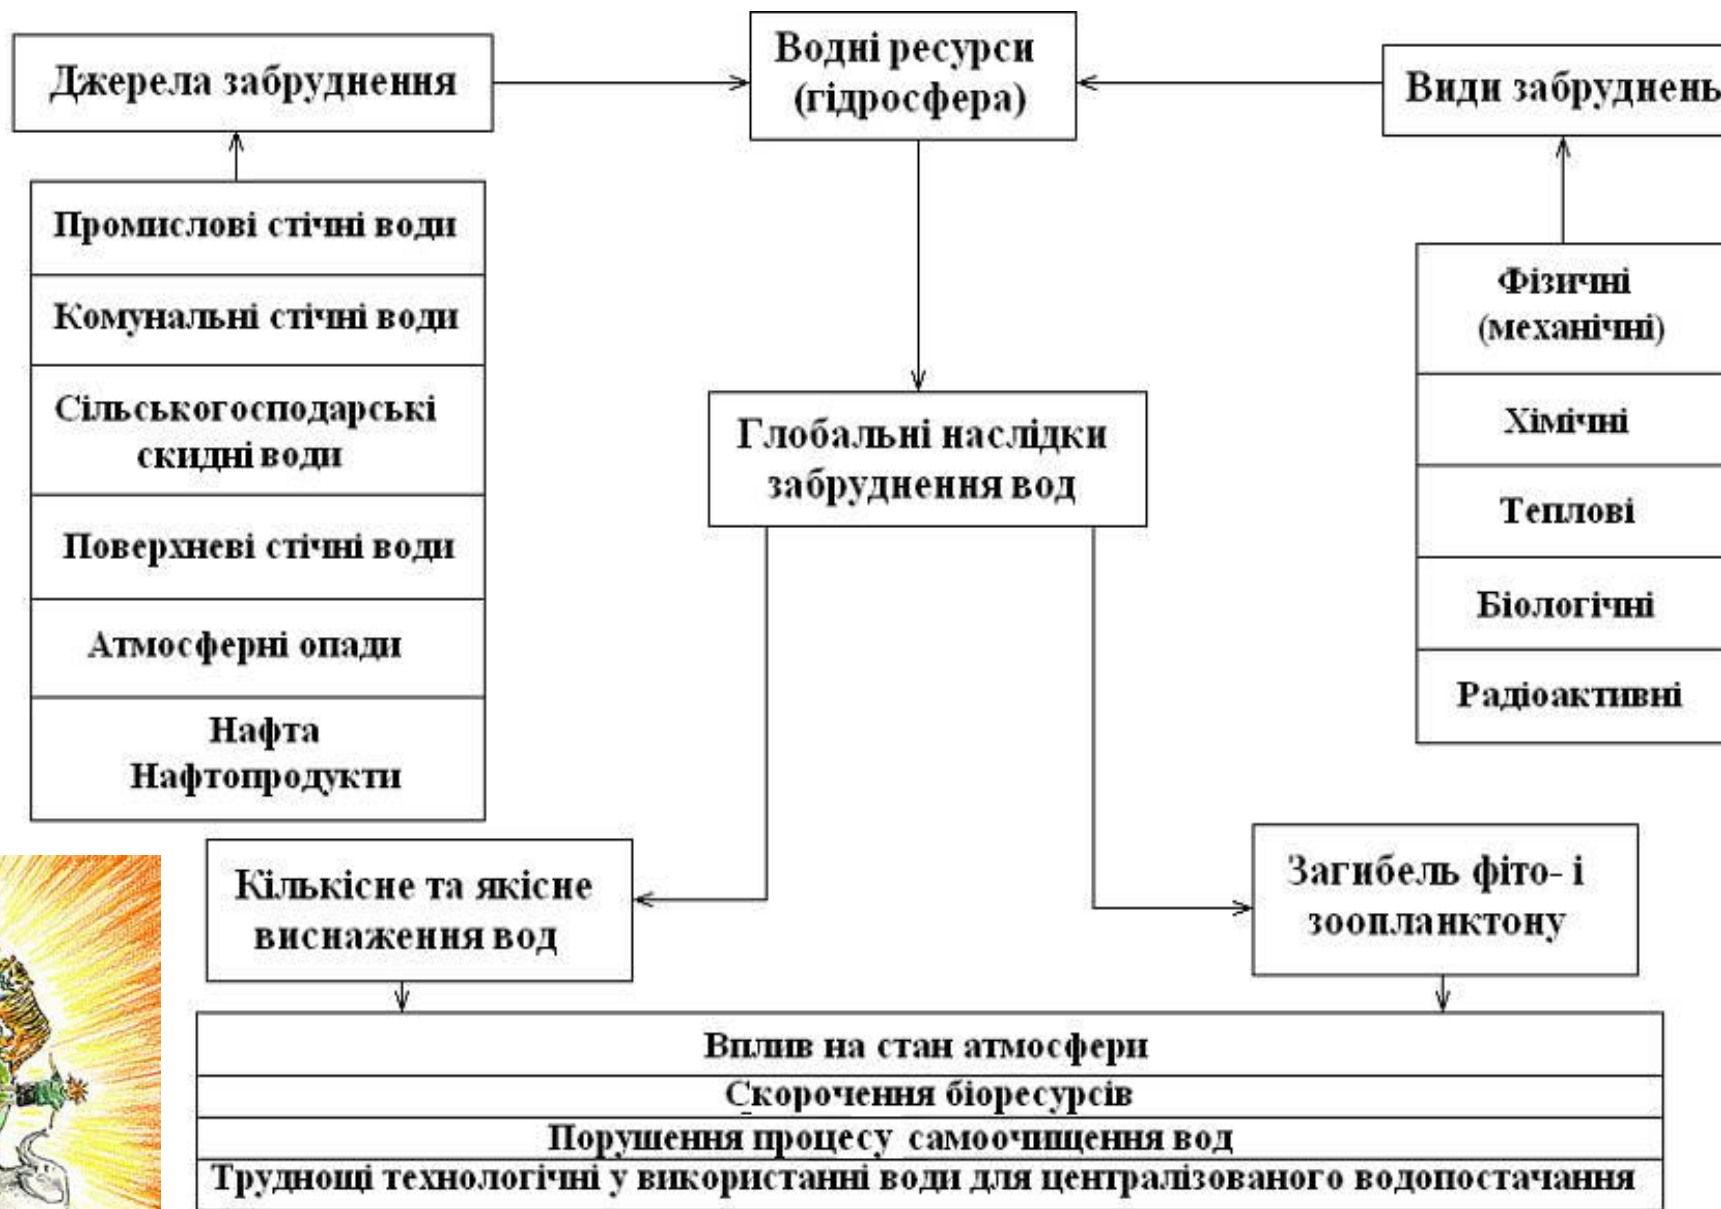 Джерела забруднення
Водні ресурси
(гідросфера)
Види забруднень
Промислові стічні води
Комунальні стічні води
Сільськогосподарські
скидні води
Поверхневі стічні води
Атмосферні опади
Нафта
Нафтопродукти
Фізичні
(механічні)
Хімічні
Теплові
Біологічні
Радіоактивні
Глобальні наслідки
забруднення вод
Кількісне та якісне
виснаження вод
Загибель фіто- і
зоопланктону
Вплив на стан атмосфери
Скорочення біоресурсів
Порушення процесу самоочищення вод
Труднощі технологічні у використанні води для централізованого водопостачання